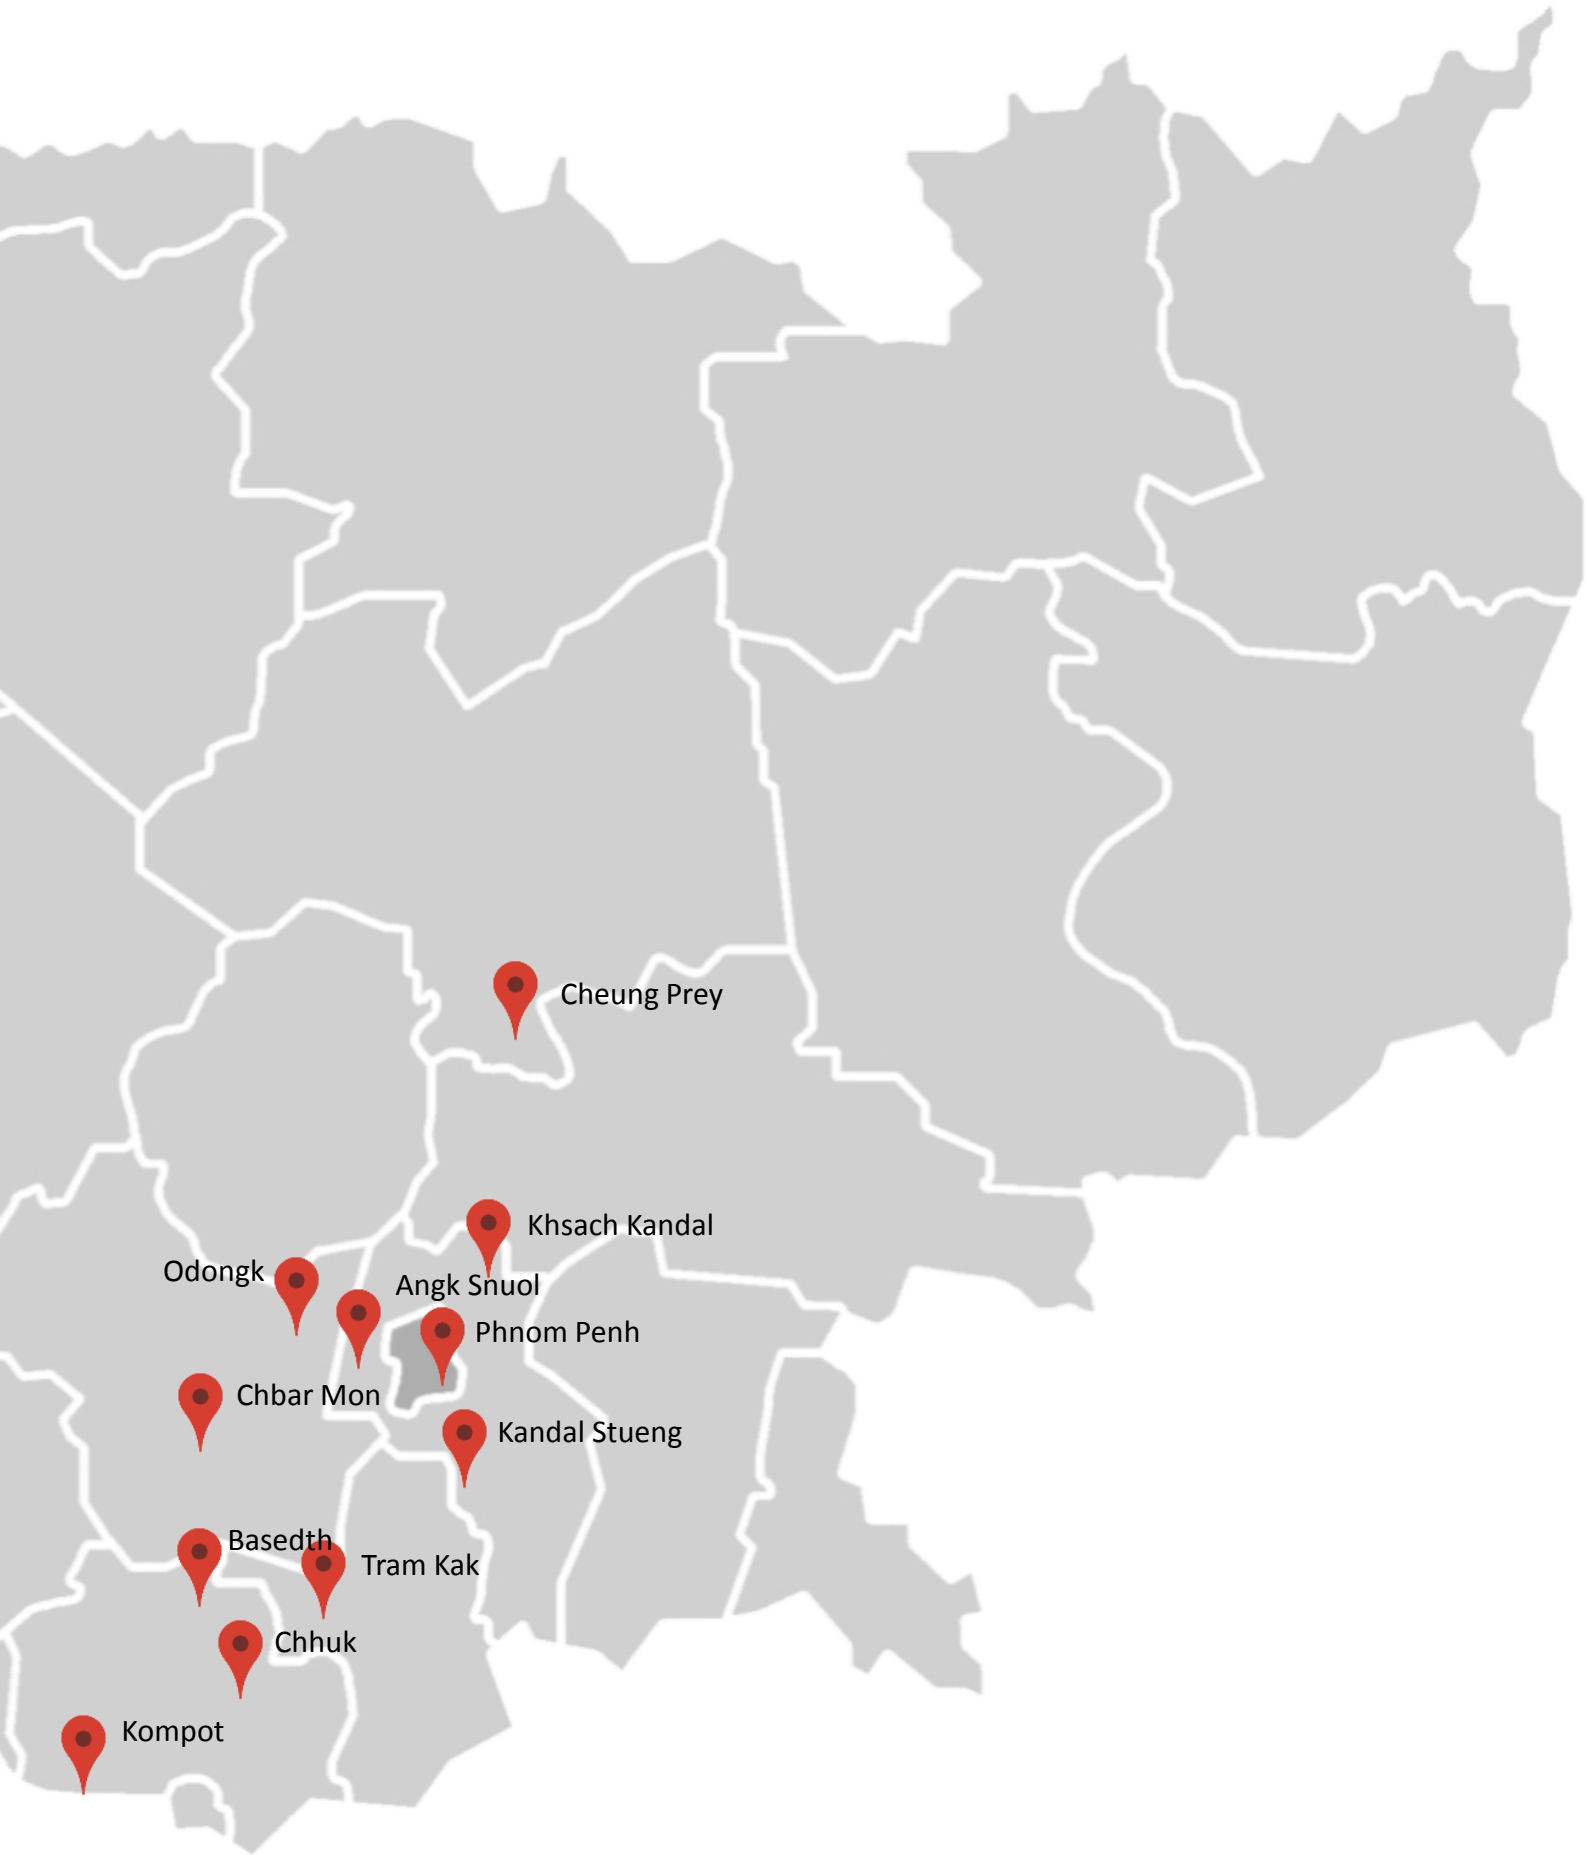 Cheung Prey
Khsach Kandal
Odongk
Angk Snuol
Phnom Penh
Chbar Mon
Kandal Stueng
Basedth
Tram Kak
Chhuk
Kompot